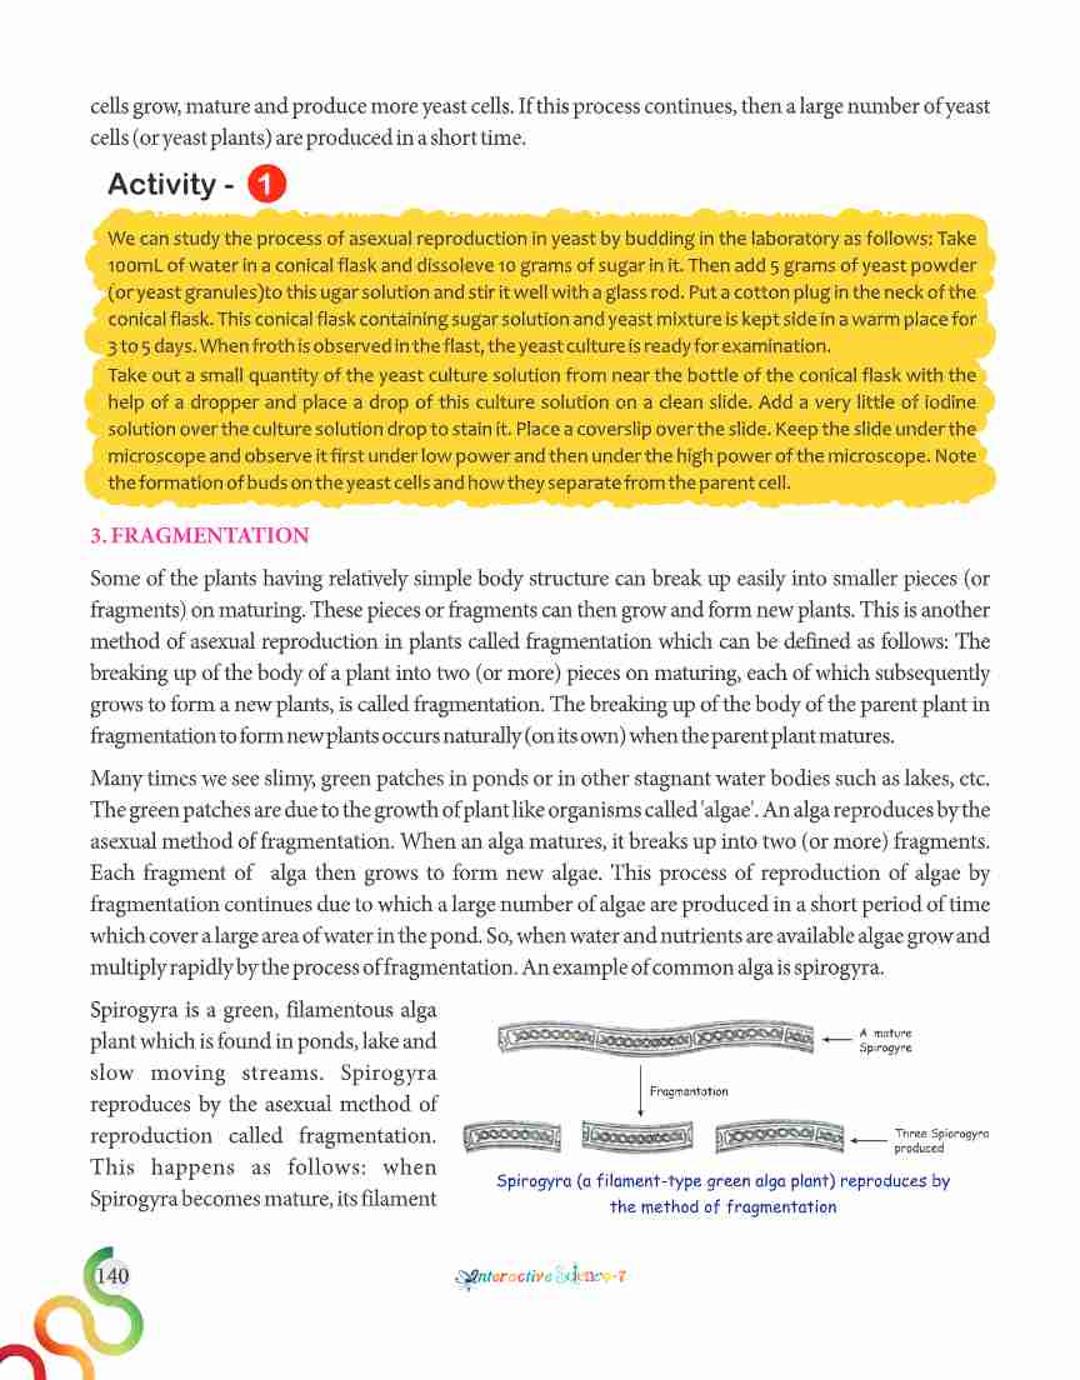 cells grow, mature and produce more yeast cells. If this process continues, then a large number of yeast
cells (or yeast plants) are produced in a short time.
Activity - 1
We can study the process of asexual reproduction in yeast by budding in the laboratory as follows: Take
100mL of water in a conical flask and dissoleve 10 grams of sugar in it. Then add 5 grams of yeast powder
(or yeast granules)to this ugar solution and stir it well with a glass rod. Put a cotton plug in the neck of the
conical flask. This conical flask containing sugar solution and yeast mixture is kept side in a warm place for
3 to 5 days. When froth is observed in the flast, the yeast culture is ready for examination.
Take out a small quantity of the yeast culture solution from near the bottle of the conical flask with the
help of a dropper and place a drop of this culture solution on a clean slide. Add a very little of iodine
solution over the culture solution drop to stain it. Place a coverslip over the slide. Keep the slide under the
microscope and observe it first under low power and then under the high power of the microscope. Note
the formation of buds on the yeast cells and how they separate from the parent cell.
3. FRAGMENTATION
Some of the plants having relatively simple body structure can break up easily into smaller pieces (or
fragments) on maturing. These pieces or fragments can then grow and form new plants. This is another
method of asexual reproduction in plants called fragmentation which can be defined as follows: The
breaking up of the body of a plant into two (or more) pieces on maturing, each of which subsequently
grows to form a new plants, is called fragmentation. The breaking up of the body of the parent plant in
fragmentation to form new plants occurs naturally (on its own) when the parent plant matures.
Many times we see slimy, green patches in ponds or in other stagnant water bodies such as lakes, etc.
The green patches are due to the growth of plant like organisms called 'algae'. An alga reproduces by the
asexual method of fragmentation. When an alga matures, it breaks up into two (or more) fragments.
Each fragment of alga then grows to form new algae. This process of reproduction of algae by
fragmentation continues due to which a large number of algae are produced in a short period of time
which cover a large area of water in the pond. So, when water and nutrients are available algae grow and
multiply rapidly by the process of fragmentation. An example of common alga is spirogyra.
Spirogyra is a green, filamentous alga
plant which is found in ponds, lake and
slow moving streams. Spirogyra
reproduces by the asexual method of
reproduction called fragmentation.
This happens as follows: when
Spirogyra becomes mature, its filament
A mature
Spirogyre
Fragmantation
Three Spiorogyra
produced
Spirogyra (a filament-type green alga plant) reproduces by
the method of fragmentation
140
Interactive Science-7